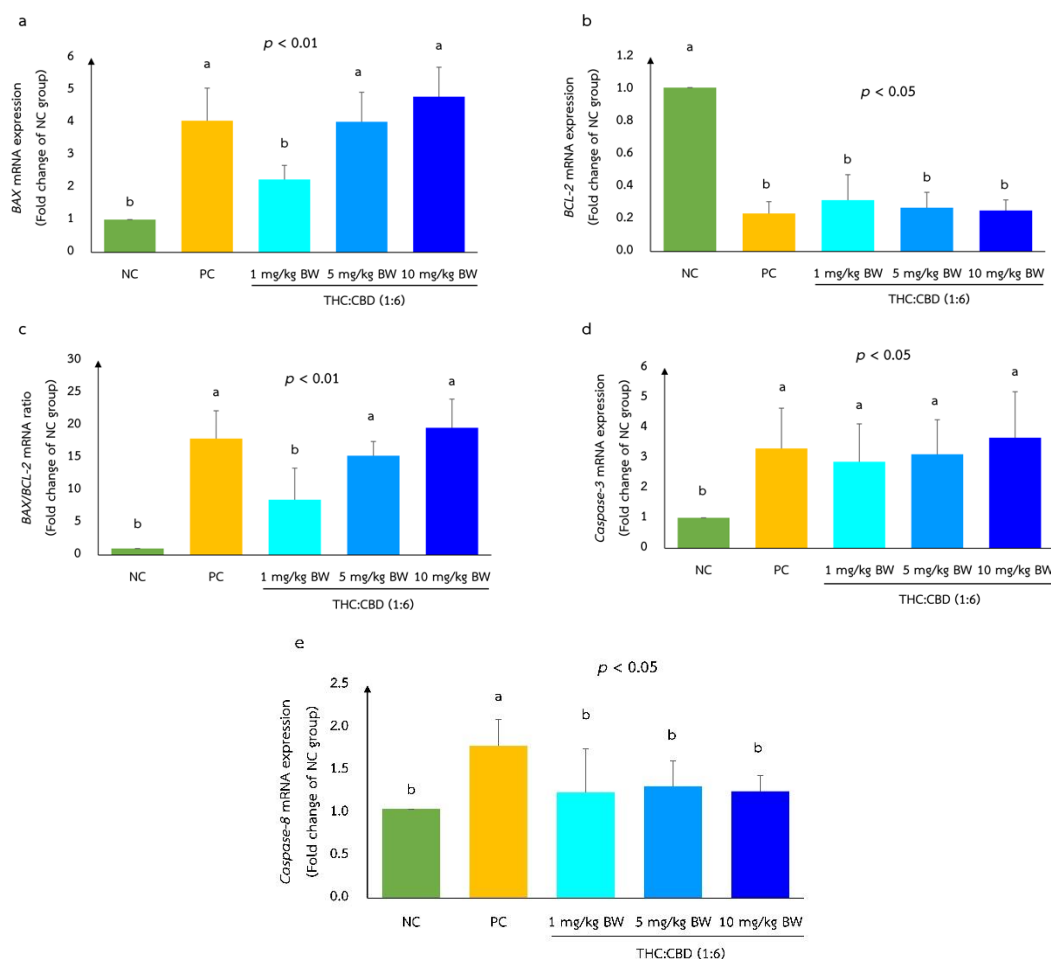 a
p < 0.01
BAX mRNA expression
(Fold change of NC group)
6
5
4
3
2
1
0
b
a
b
a
a
NC
PC
1 mg/kg BW
5 mg/kg BW
10 mg/kg BW
THC:CBD (1:6)
b
p < 0.05
BCL-2 mRNA expression
(Fold change of NC group)
1.2
1.0
0.8
0.6
0.4
0.2
0.0
a
b
b
b
b
NC
PC
1 mg/kg BW
5 mg/kg BW
10 mg/kg BW
THC:CBD (1:6)
c
p < 0.01
BAX/BCL-2 mRNA ratio
(Fold change of NC group)
30
25
20
15
10
5
0
b
a
b
a
a
NC
PC
1 mg/kg BW
5 mg/kg BW
10 mg/kg BW
THC:CBD (1:6)
d
p < 0.05
Caspase-3 mRNA expression
(Fold change of NC group)
6
5
4
3
2
1
0
b
a
a
a
a
NC
PC
1 mg/kg BW
5 mg/kg BW
10 mg/kg BW
THC:CBD (1:6)
e
p < 0.05
Caspase-8 mRNA expression
(Fold change of NC group)
2.5
2.0
1.5
1.0
0.5
0.0
b
a
b
b
b
NC
PC
1 mg/kg BW
5 mg/kg BW
10 mg/kg BW
THC:CBD (1:6)